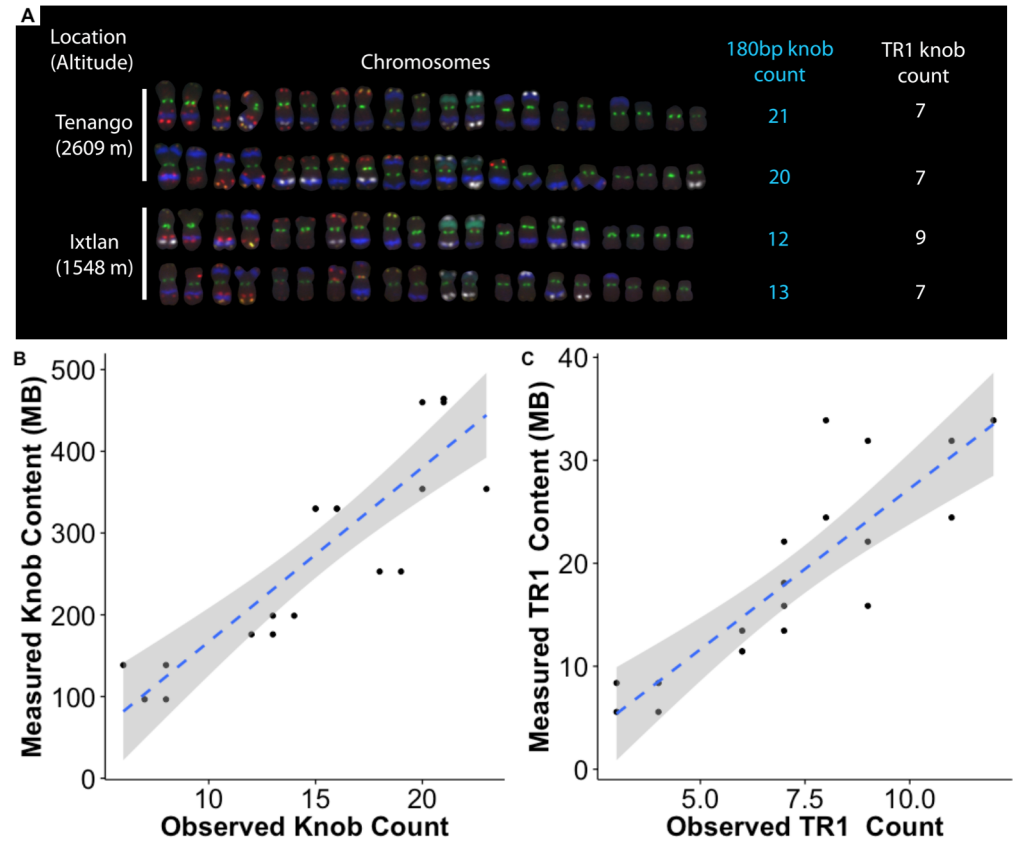 A
Location
(Altitude)
Chromosomes
180bp knob
count
TR1 knob
count
Tenango
(2609 m)
21
7
20
7
Ixtlan
(1548 m)
12
9
13
7
B
Measured Knob Content (MB)
500
400
300
200
100
0
10
15
20
Observed Knob Count
C
Measured TR1 Content (MB)
40
30
20
10
0
5.0
7.5
10.0
Observed TR1 Count